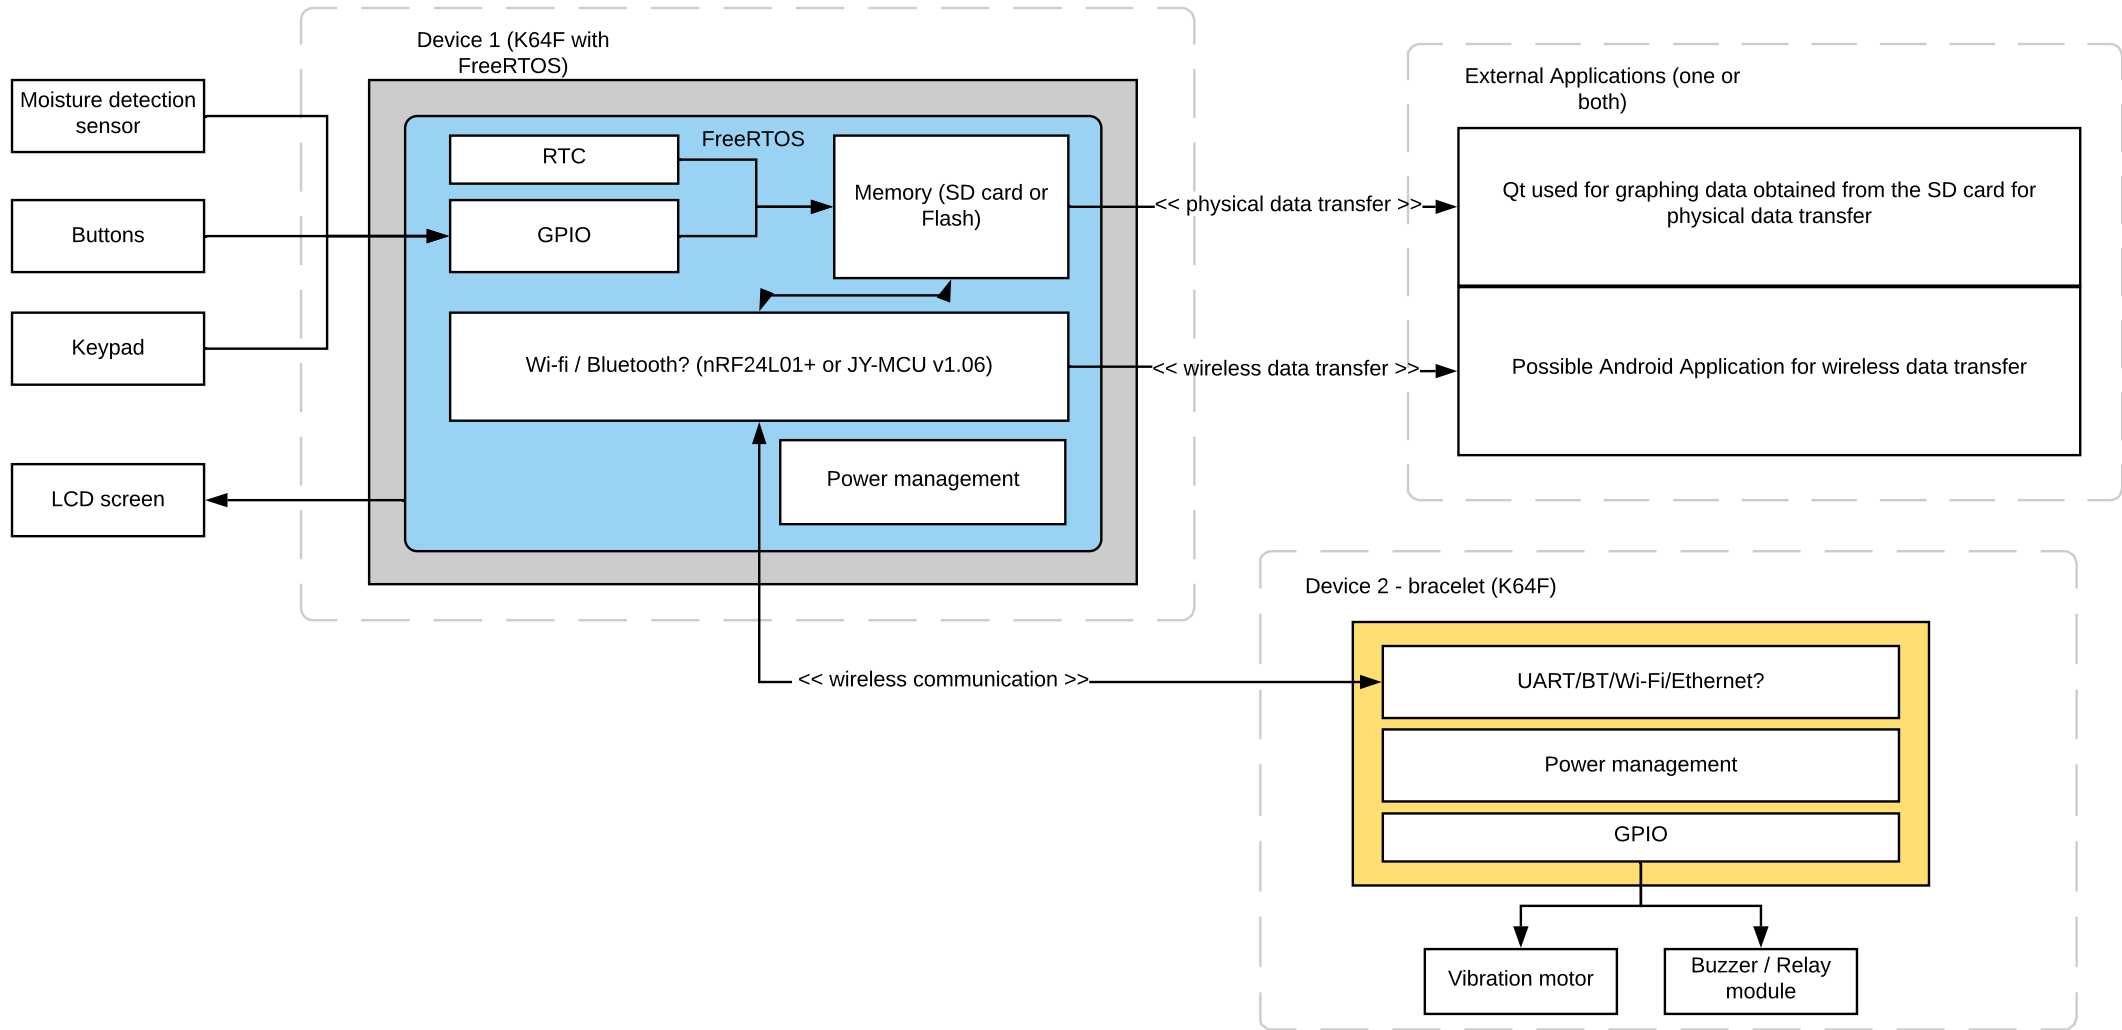 Device 1 (K64F with
FreeRTOS)
Moisture detection
sensor
Buttons
Keypad
LCD screen
FreeRTOS
RTC
GPIO
Memory (SD card or
Flash)
Wi-fi / Bluetooth? (nRF24L01+ or JY-MCU v1.06)
Power management
<< physical data transfer >>
<< wireless data transfer >>
External Applications (one or
both)
Qt used for graphing data obtained from the SD card for
physical data transfer
Possible Android Application for wireless data transfer
<< wireless communication >>
Device 2 - bracelet (K64F)
UART/BT/Wi-Fi/Ethernet?
Power management
GPIO
Vibration motor
Buzzer / Relay
module